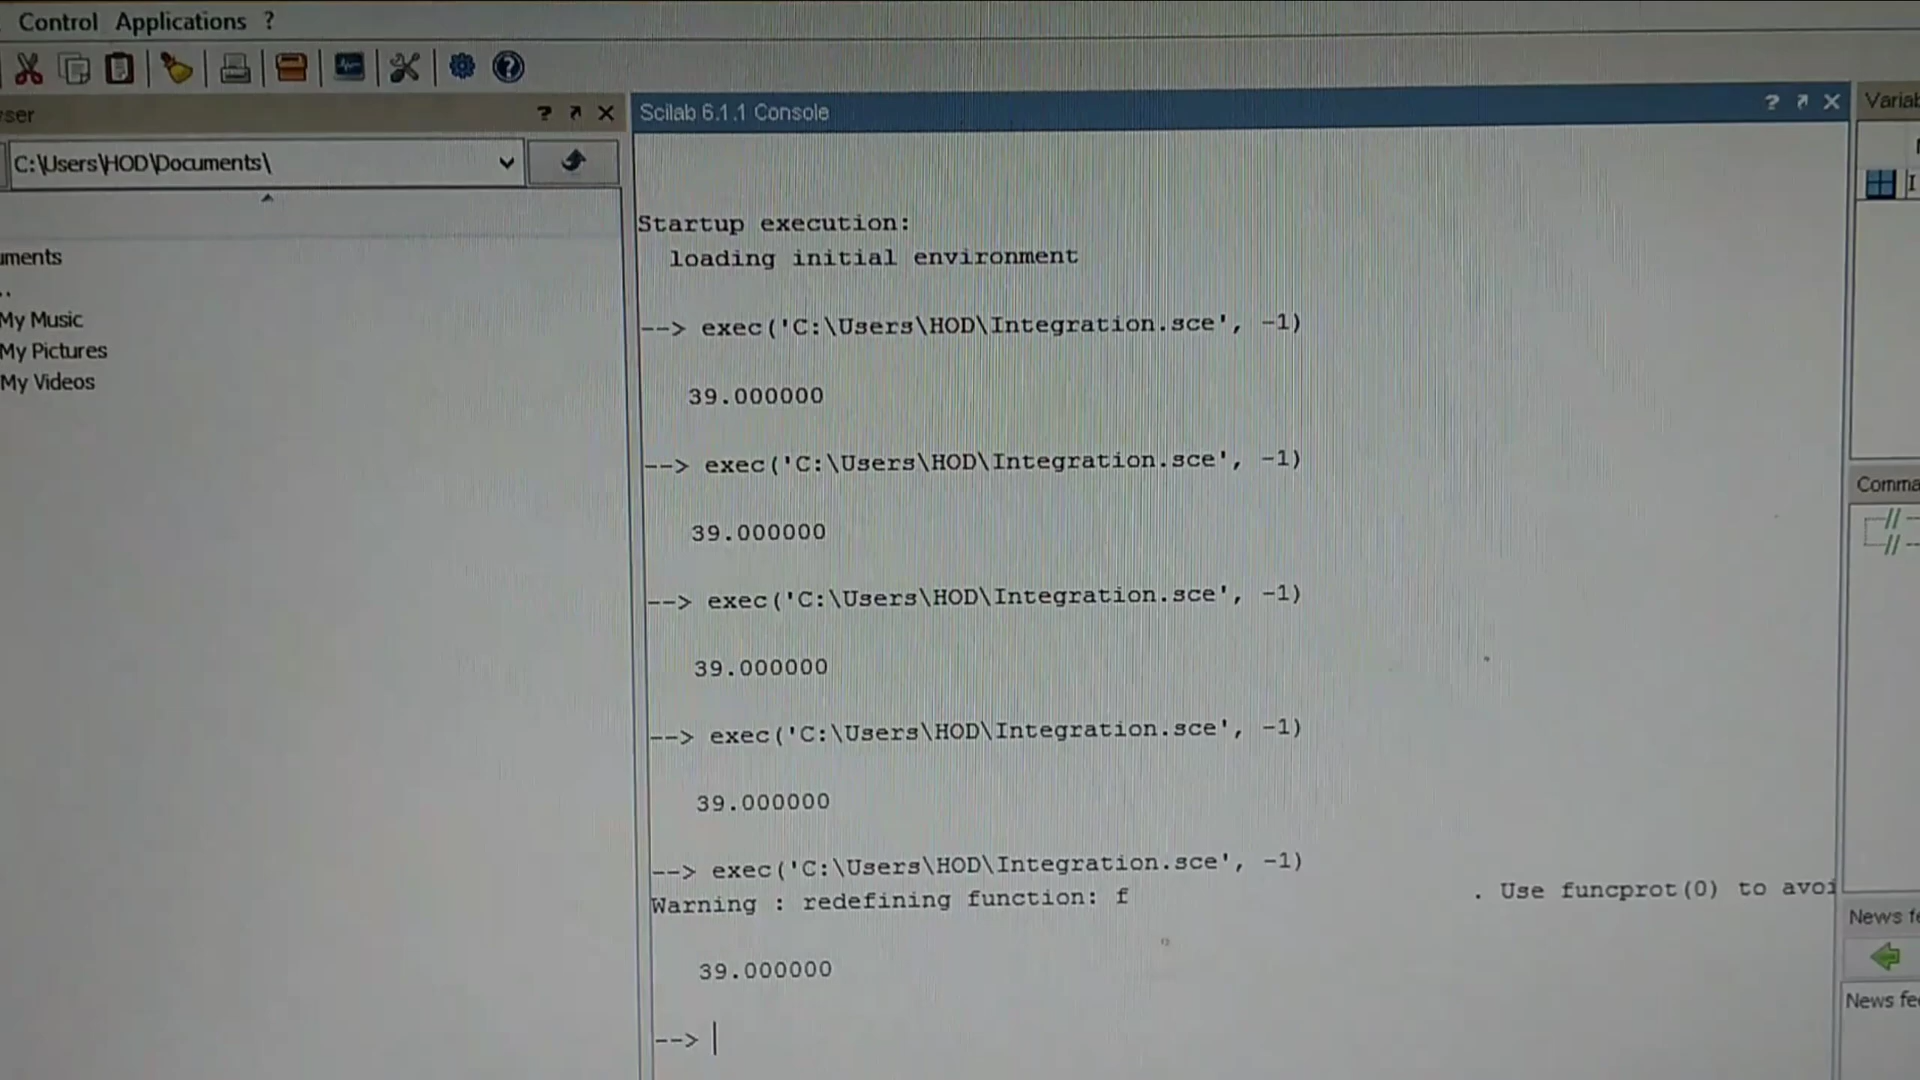 Control Applications ?
? ↗ X
Scilab 6.1.1 Console
? ↗ X
C:\Users\HOD\Documents\
Startup execution:
loading initial environment
..
My Music
My Pictures
My Videos
--> exec('C:\Users\HOD\Integration.sce', -1)
39.000000
--> exec('C:\Users\HOD\Integration.sce', -1)
39.000000
--> exec('C:\Users\HOD\Integration.sce', -1)
39.000000
--> exec('C:\Users\HOD\Integration.sce', -1)
39.000000
--> exec('C:\Users\HOD\Integration.sce', -1)
Warning : redefining function: f . Use funcprot(0) to avoi
39.000000
-->
Variab
Comma
News fe
News fee